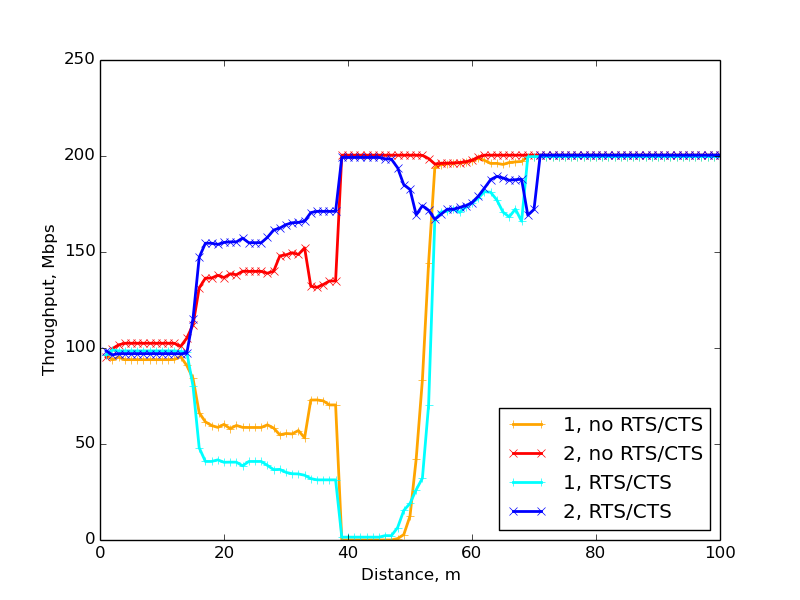 250
200
150
100
50
0
Throughput, Mbps
0 20 40 60 80 100
Distance, m
1, no RTS/CTS
2, no RTS/CTS
1, RTS/CTS
2, RTS/CTS